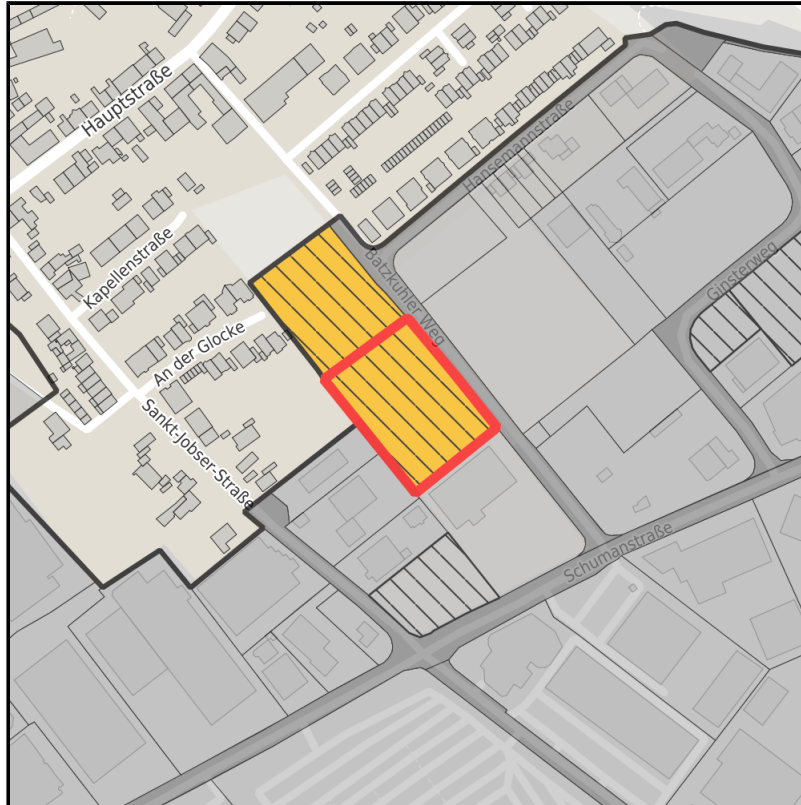 Hauptstraße
Hansemannstraße
Kapellenstraße
Batzkuhler Weg
Ginsterweg
An der Glocke
Sankt-Jobser-Straße
Schumanstraße